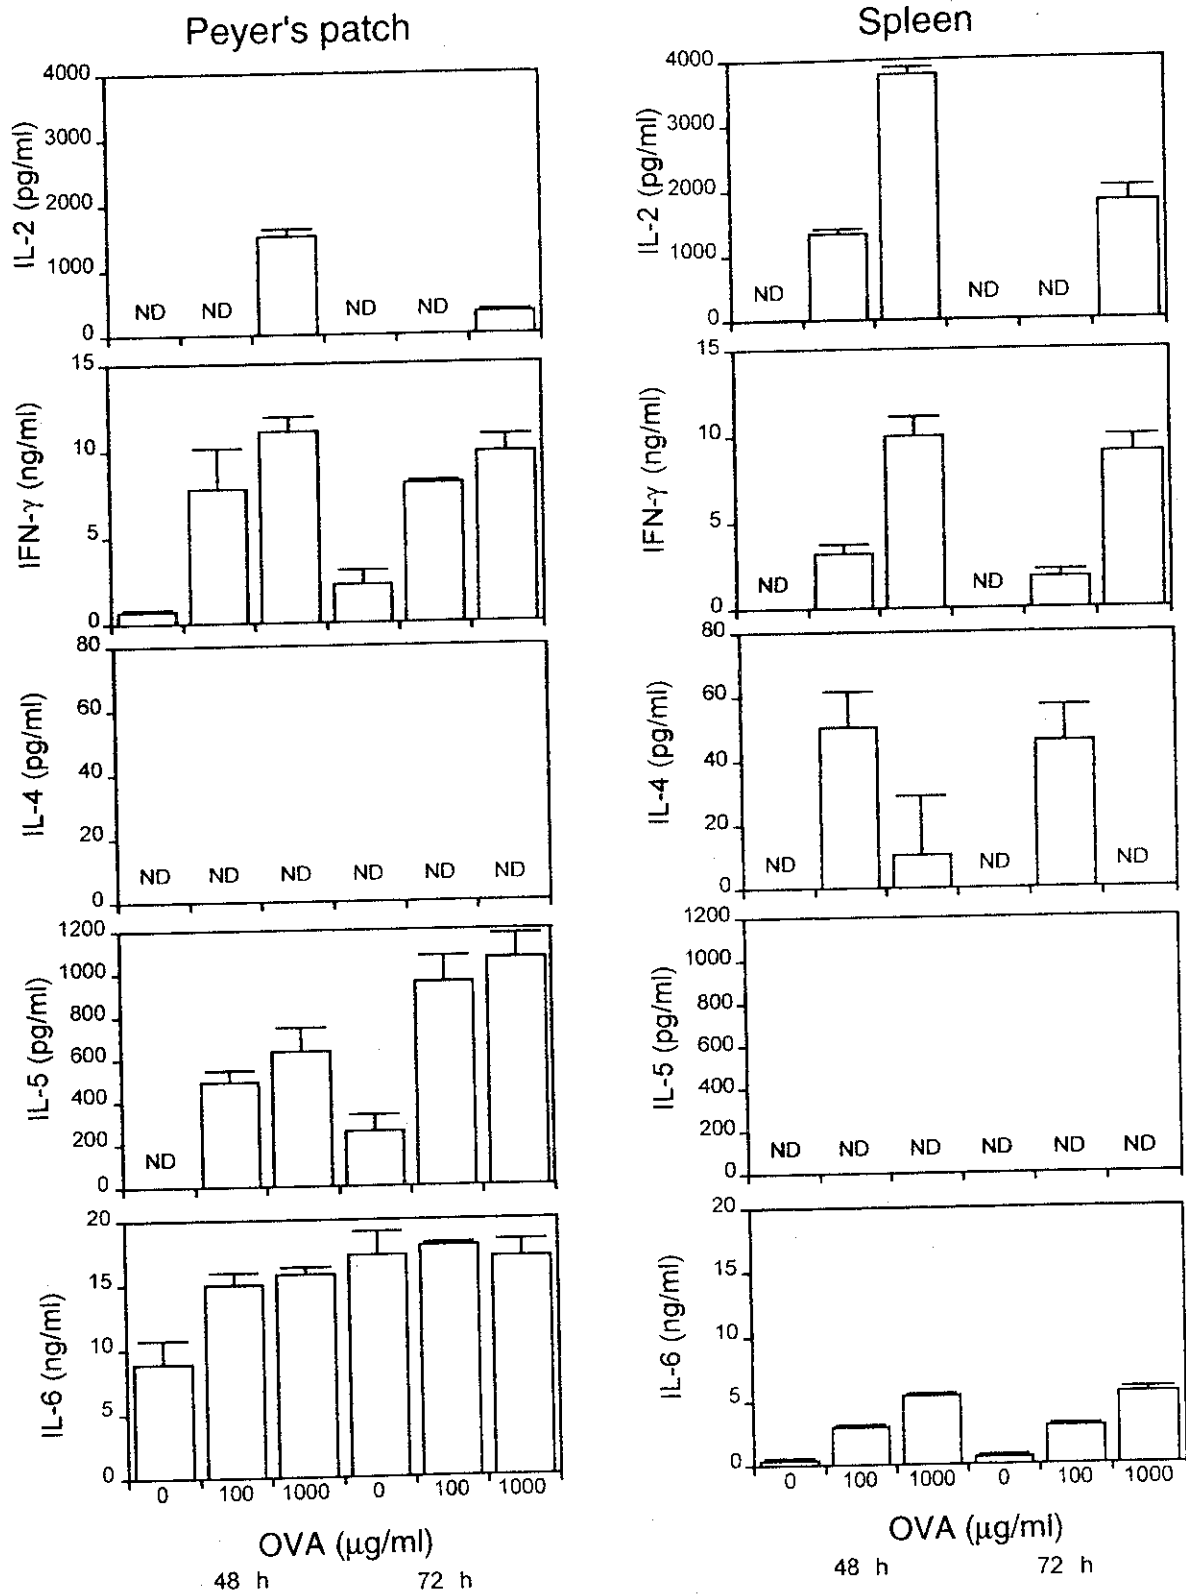 Peyer's patch
IL-2 (pg/ml)
4000
3000
2000
1000
0
ND ND ND ND
IFN-γ (ng/ml)
15
10
5
0
IL-4 (pg/ml)
80
60
40
20
0
ND ND ND ND ND ND
IL-5 (pg/ml)
1200
1000
800
600
400
200
0
ND
IL-6 (ng/ml)
20
15
10
5
0
0 100 1000 0 100 1000
OVA (μg/ml)
48 h 72 h
Spleen
IL-2 (pg/ml)
4000
3000
2000
1000
0
ND ND ND
IFN-γ (ng/ml)
15
10
5
0
ND ND
IL-4 (pg/ml)
80
60
40
20
0
ND ND ND
IL-5 (pg/ml)
1200
1000
800
600
400
200
0
ND ND ND ND ND ND
IL-6 (ng/ml)
20
15
10
5
0
0 100 1000 0 100 1000
OVA (μg/ml)
48 h 72 h